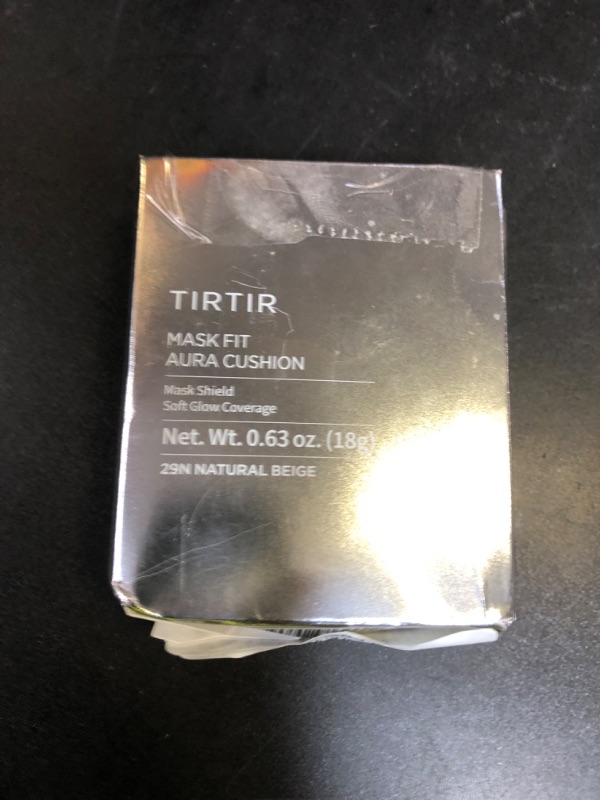 TIRTIR
MASK FIT
AURA CUSHION
Mask Shield
Soft Glow Coverage
Net. Wt. 0.63 oz. (18g)
29N NATURAL BEIGE